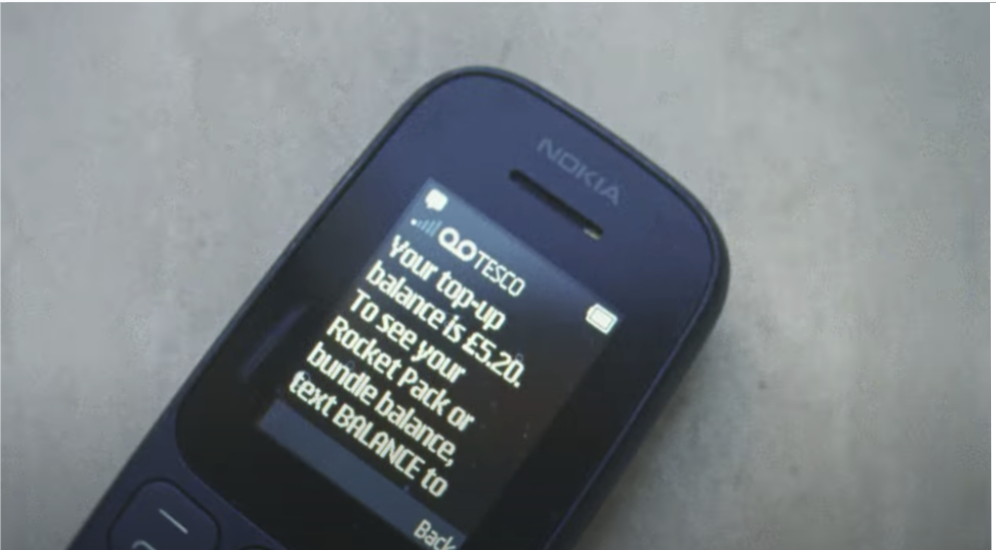 NOKIA
TESCO
Your top-up
balance is £5.20.
To see your
Rocket Pack or
bundle balance,
text BALANCE to
Back